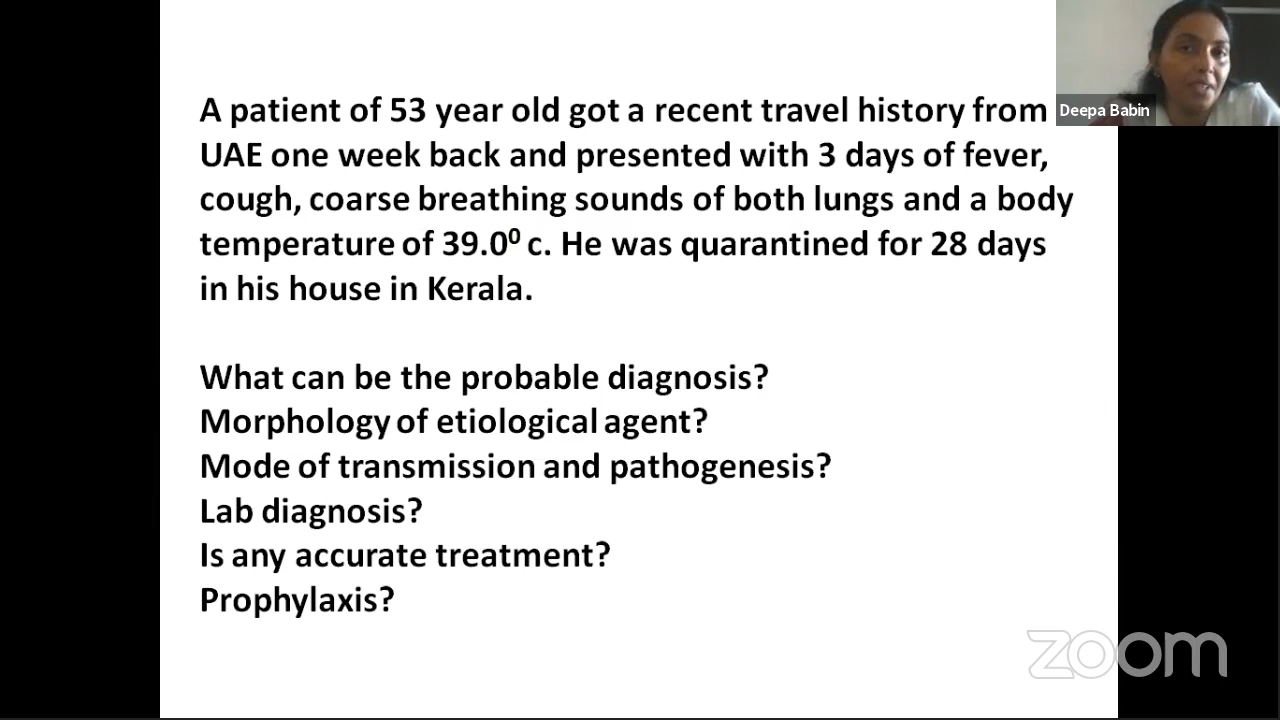 A patient of 53 year old got a recent travel history from
UAE one week back and presented with 3 days of fever,
cough, coarse breathing sounds of both lungs and a body
temperature of 39.0⁰ c. He was quarantined for 28 days
in his house in Kerala.
What can be the probable diagnosis?
Morphology of etiological agent?
Mode of transmission and pathogenesis?
Lab diagnosis?
Is any accurate treatment?
Prophylaxis?
Deepa Babin
zoom